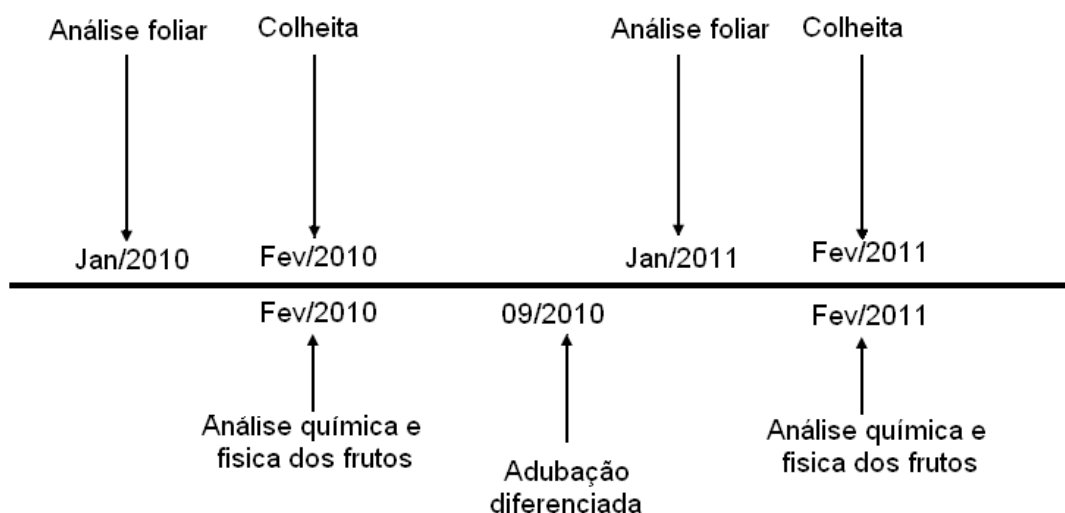 Análise foliar
Colheita
Análise foliar
Colheita
Jan/2010
Fev/2010
Jan/2011
Fev/2011
Fev/2010
09/2010
Fev/2011
Análise química e
fisica dos frutos
Adubação
diferenciada
Análise química e
fisica dos frutos